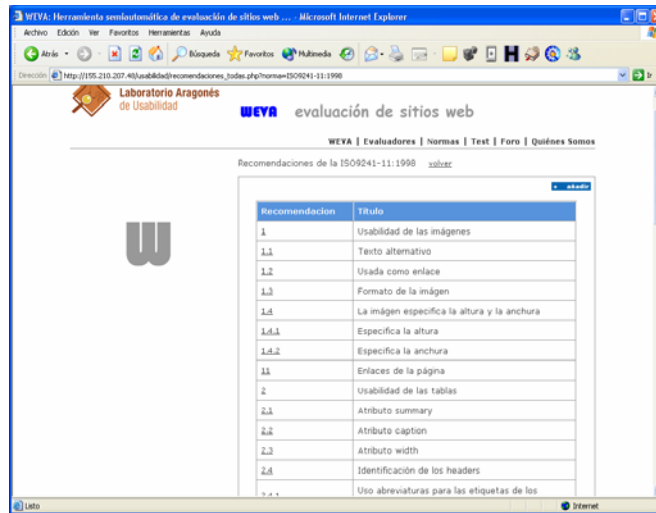 WEVA: Herramienta semiautomática de evaluación de sitios web ... - Microsoft Internet Explorer
Archivo Edición Ver Favoritos Herramientas Ayuda
Atrás Búsqueda Favoritos Multimedia
Dirección http://155.210.207.40/usabilidad/recomendaciones_todas.php?norma=ISO9241-11:1998 Ir
Laboratorio Aragonés
de Usabilidad
WEVA evaluación de sitios web
WEVA | Evaluadores | Normas | Test | Foro | Quiénes Somos
Recomendaciones de la ISO9241-11:1998 volver
+ añadir
Recomendacion Título
1 Usabilidad de las imágenes
1.1 Texto alternativo
1.2 Usada como enlace
1.3 Formato de la imágen
1.4 La imágen especifica la altura y la anchura
1.4.1 Especifica la altura
1.4.2 Especifica la anchura
11 Enlaces de la página
2 Usabilidad de las tablas
2.1 Atributo summary
2.2 Atributo caption
2.3 Atributo width
2.4 Identificación de los headers
2.4.1 Uso abreviaturas para las etiquetas de los
Listo Internet